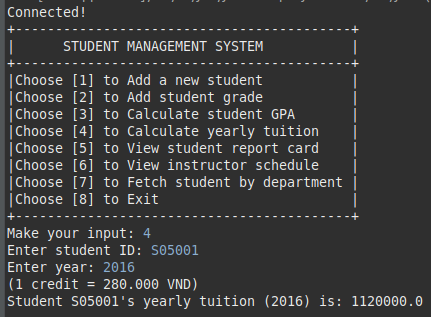 Connected!
+------------------------------------------+
|      STUDENT MANAGEMENT SYSTEM           |
+------------------------------------------+
|Choose [1] to Add a new student           |
|Choose [2] to Add student grade           |
|Choose [3] to Calculate student GPA       |
|Choose [4] to Calculate yearly tuition    |
|Choose [5] to View student report card    |
|Choose [6] to View instructor schedule    |
|Choose [7] to Fetch student by department |
|Choose [8] to Exit                        |
+------------------------------------------+
Make your input: 4
Enter student ID: S05001
Enter year: 2016
(1 credit = 280.000 VND)
Student S05001's yearly tuition (2016) is: 1120000.0